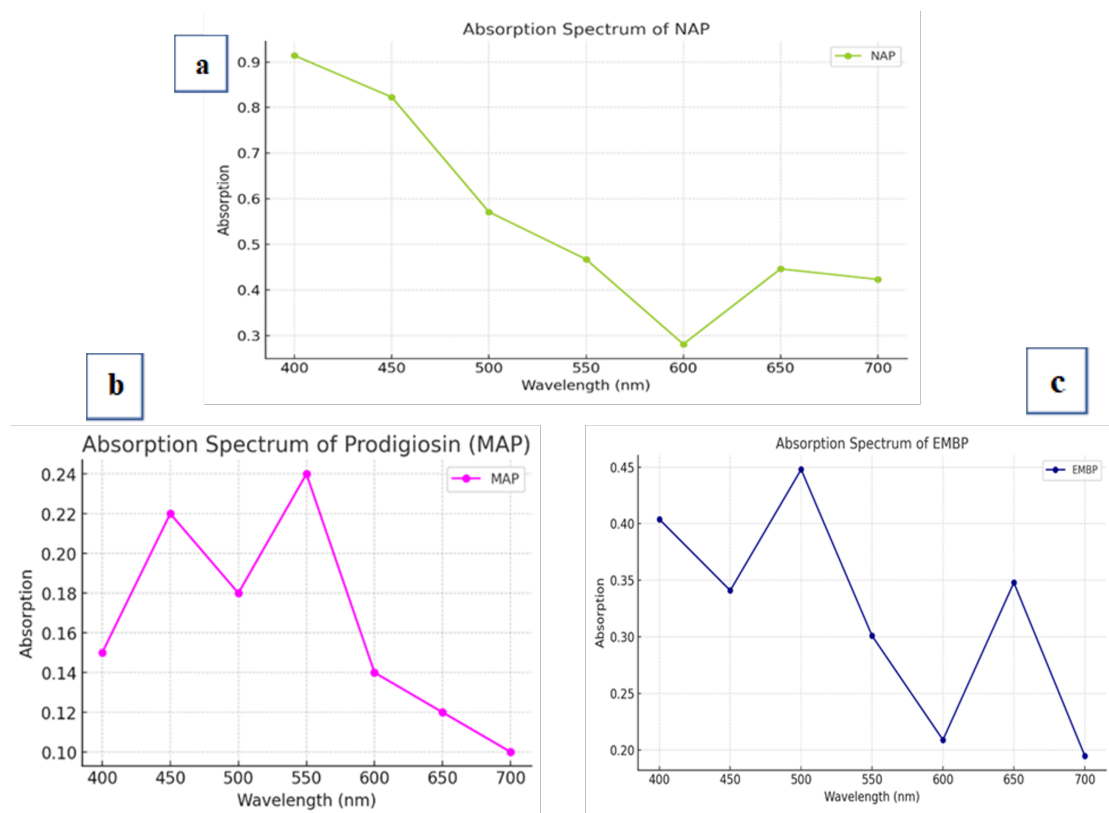 a
Absorption Spectrum of NAP
NAP
Absorption
0.9
0.8
0.7
0.6
0.5
0.4
0.3
400 450 500 550 600 650 700
Wavelength (nm)
b
Absorption Spectrum of Prodigiosin (MAP)
MAP
Absorption
0.24
0.22
0.20
0.18
0.16
0.14
0.12
0.10
400 450 500 550 600 650 700
Wavelength (nm)
c
Absorption Spectrum of EMBP
EMBP
Absorption
0.45
0.40
0.35
0.30
0.25
0.20
400 450 500 550 600 650 700
Wavelength (nm)